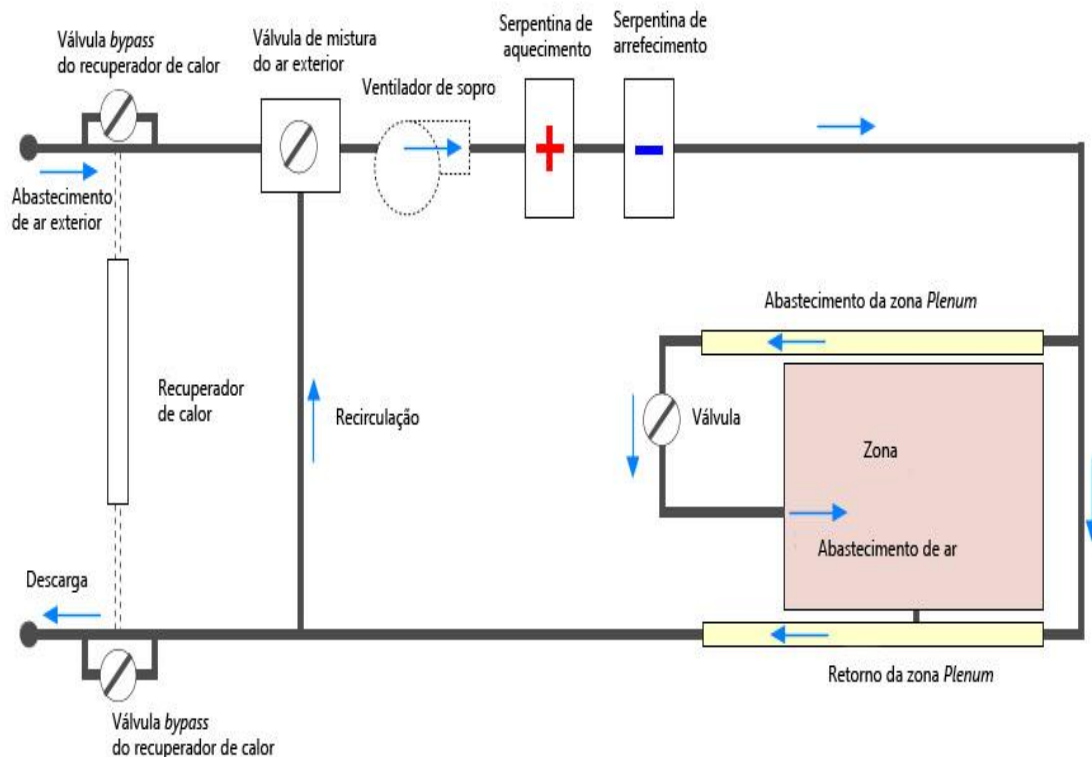 Válvula bypass
do recuperador de calor
Válvula de mistura
do ar exterior
Ventilador de sopro
Serpentina de
aquecimento
Serpentina de
arrefecimento
Abastecimento
de ar exterior
Abastecimento da zona Plenum
Recuperador
de calor
Recirculação
Válvula
Zona
Abastecimento de ar
Descarga
Retorno da zona Plenum
Válvula bypass
do recuperador de calor